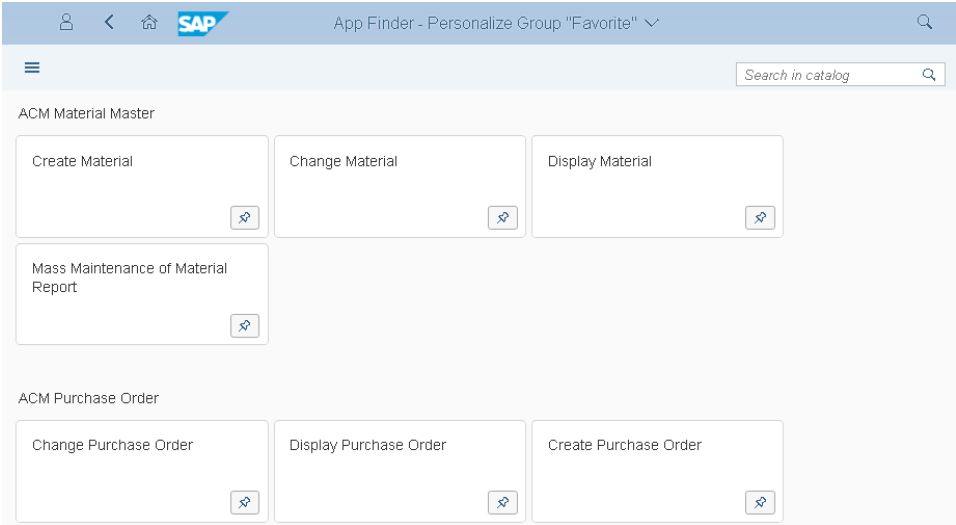 SAP App Finder - Personalize Group "Favorite"
Search in catalog
ACM Material Master
Create Material
Change Material
Display Material
Mass Maintenance of Material
Report
ACM Purchase Order
Change Purchase Order
Display Purchase Order
Create Purchase Order